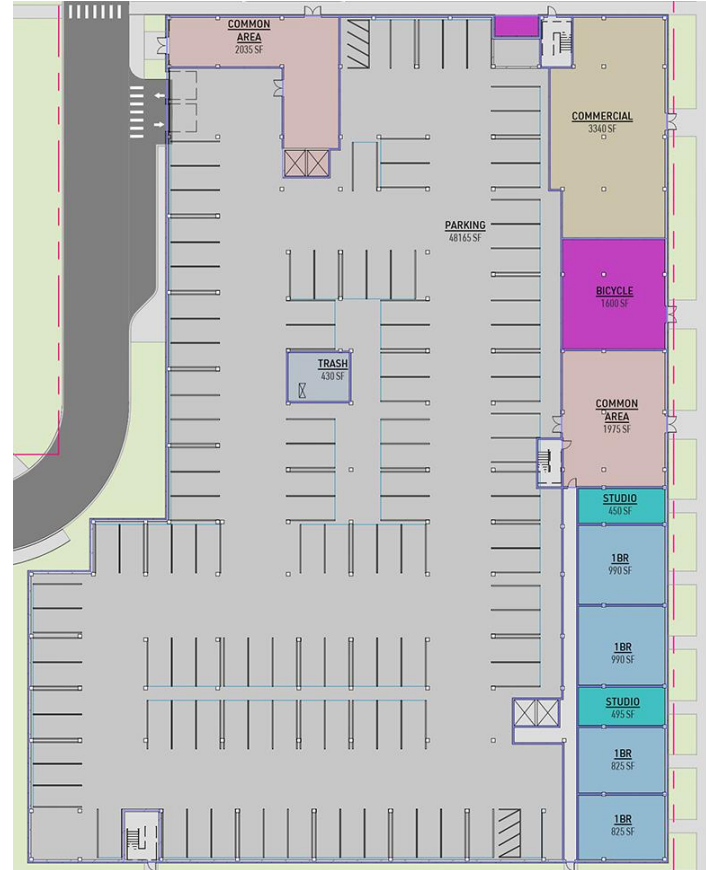 COMMON
AREA
2035 SF
COMMERCIAL
3340 SF
PARKING
48165 SF
BICYCLE
1600 SF
TRASH
430 SF
COMMON
AREA
1975 SF
STUDIO
450 SF
1BR
990 SF
1BR
990 SF
STUDIO
495 SF
1BR
825 SF
1BR
825 SF